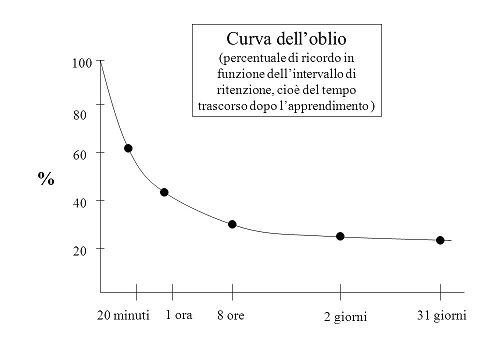 Curva dell'oblio
(percentuale di ricordo in
funzione dell'intervallo di
ritenzione, cioè del tempo
trascorso dopo l'apprendimento )
100
80
60
%
40
20
20 minuti 1 ora 8 ore 2 giorni 31 giorni